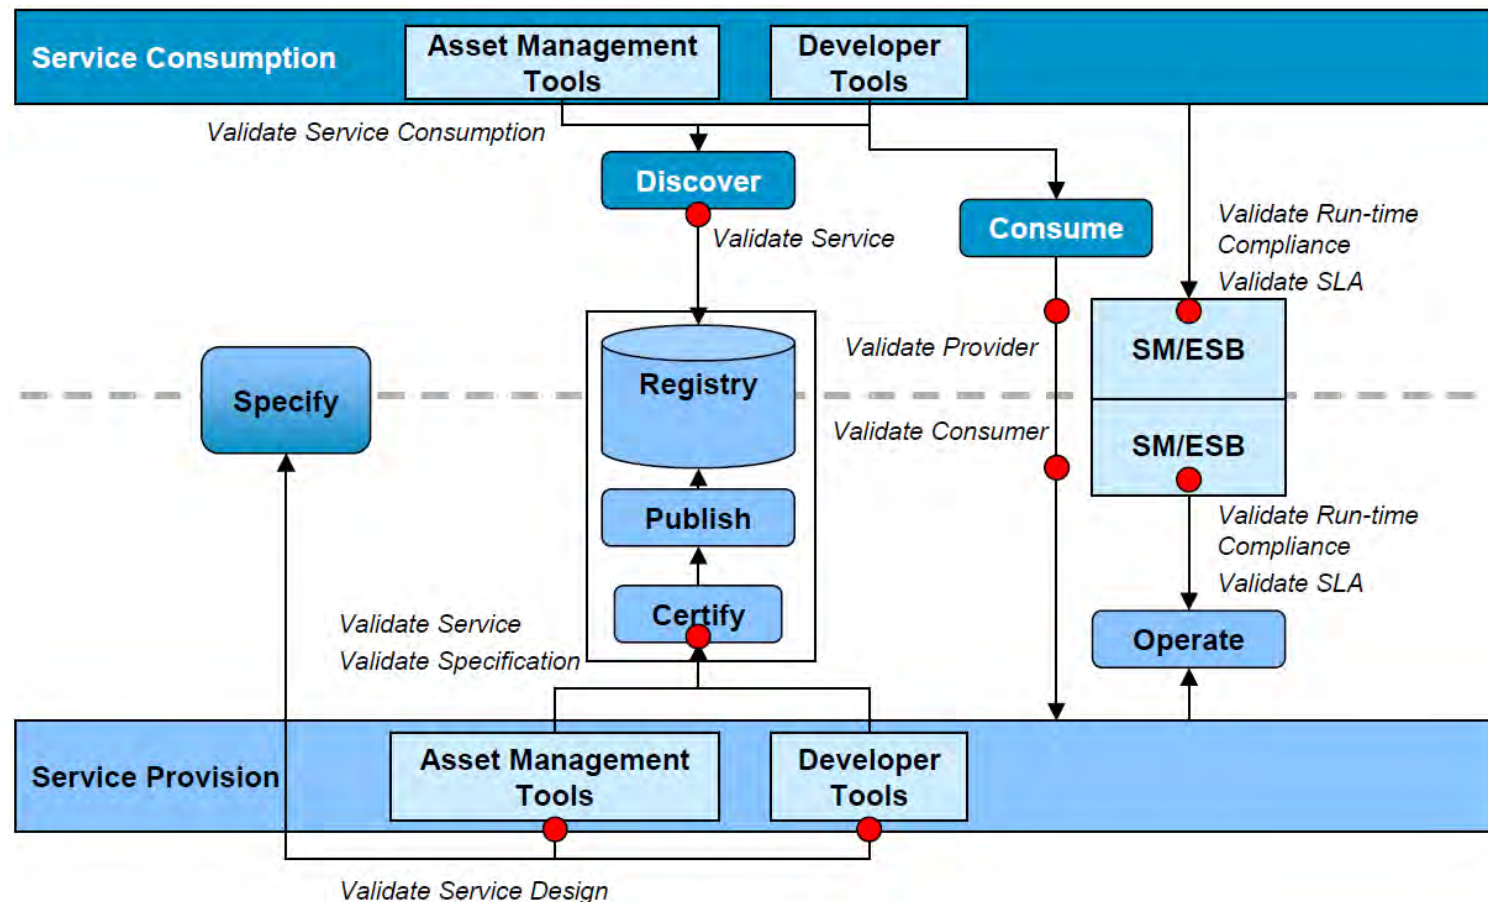 Service Consumption
Asset Management
Tools
Developer
Tools
Validate Service Consumption
Discover
Validate Service
Consume
Validate Run-time
Compliance
Validate SLA
Validate Provider
SM/ESB
Registry
Specify
Validate Consumer
SM/ESB
Publish
Validate Run-time
Compliance
Validate SLA
Certify
Validate Service
Validate Specification
Operate
Service Provision
Asset Management
Tools
Developer
Tools
Validate Service Design